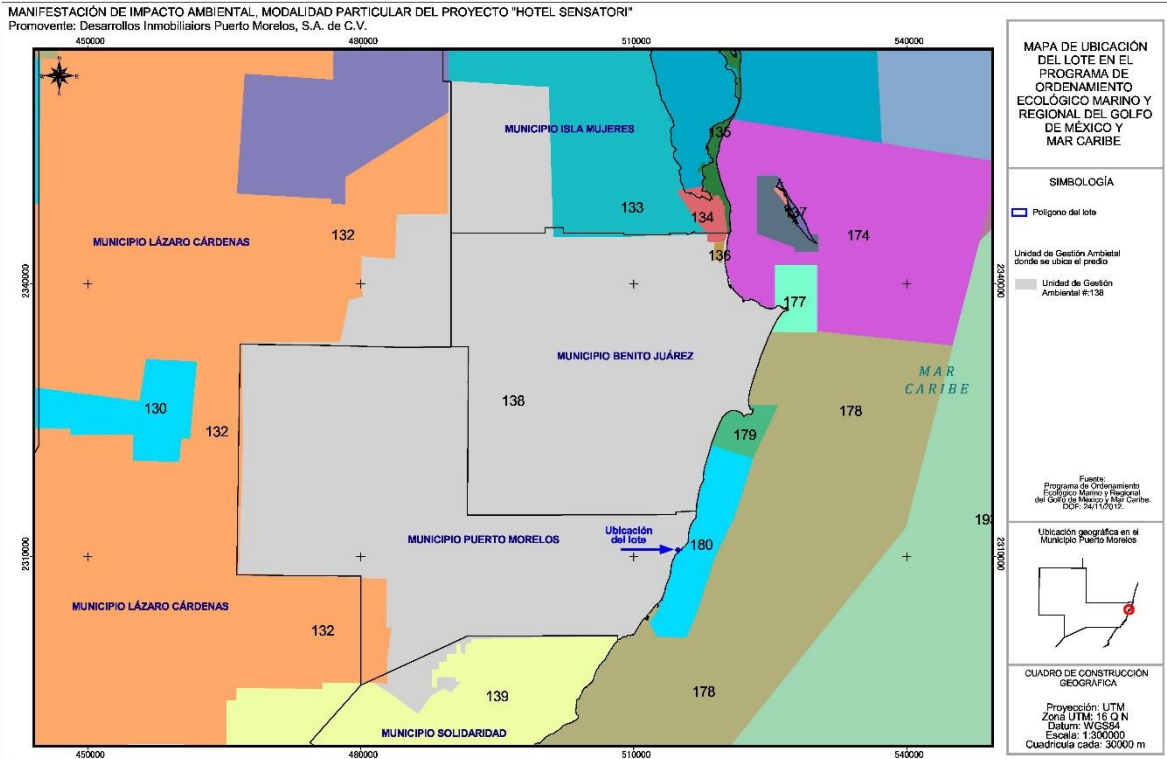 MANIFESTACIÓN DE IMPACTO AMBIENTAL, MODALIDAD PARTICULAR DEL PROYECTO "HOTEL SENSATORI"
Promovente: Desarrollos Inmobiliaiors Puerto Morelos, S.A. de C.V.
450000
480000
510000
540000
MUNICIPIO ISLA MUJERES
135
133
134
137
132
MUNICIPIO LÁZARO CÁRDENAS
174
136
2340000
2340000
177
MUNICIPIO BENITO JUÁREZ
MAR
CARIBE
138
130
178
132
179
Ubicación
del lote
180
193
MUNICIPIO PUERTO MORELOS
2310000
2310000
MUNICIPIO LÁZARO CÁRDENAS
132
139
178
MUNICIPIO SOLIDARIDAD
450000
480000
510000
540000
MAPA DE UBICACIÓN
DEL LOTE EN EL
PROGRAMA DE
ORDENAMIENTO
ECOLÓGICO MARINO Y
REGIONAL DEL GOLFO
DE MÉXICO Y
MAR CARIBE
SIMBOLOGÍA
Polígono del lote
Unidad de Gestión Ambiental
donde se ubica el predio
Unidad de Gestión
Ambiental #:138
Fuente:
Programa de Ordenamiento
Ecológico Marino y Regional
del Golfo de México y Mar Caribe.
DOF: 24/11/2012.
Ubicación geográfica en el
Municipio Puerto Morelos
CUADRO DE CONSTRUCCIÓN
GEOGRÁFICA
Proyección: UTM
Zona UTM: 16 Q N
Datum: WGS84
Escala: 1:300000
Cuadrícula cada: 30000 m